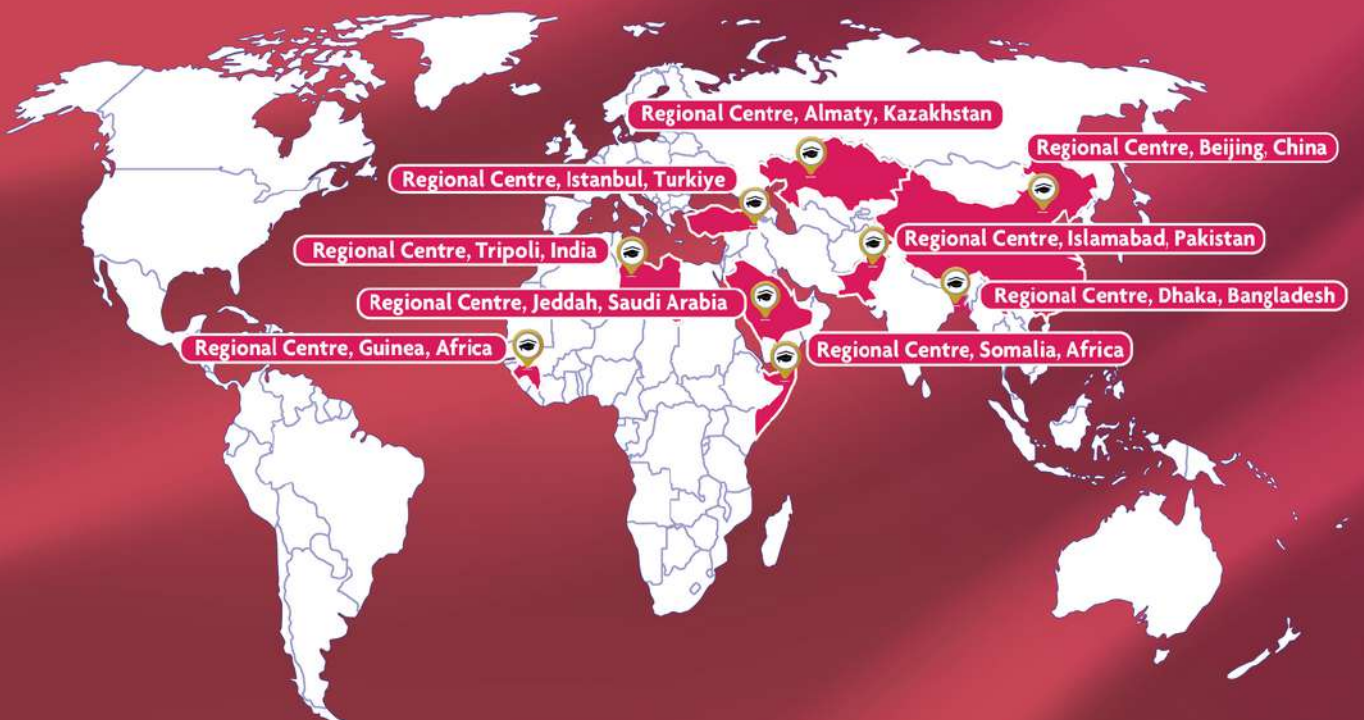 Regional Centre, Almaty, Kazakhstan
Regional Centre, Beijing, China
Regional Centre, Istanbul, Turkiye
Regional Centre, Tripoli, India
Regional Centre, Islamabad, Pakistan
Regional Centre, Jeddah, Saudi Arabia
Regional Centre, Dhaka, Bangladesh
Regional Centre, Guinea, Africa
Regional Centre, Somalia, Africa